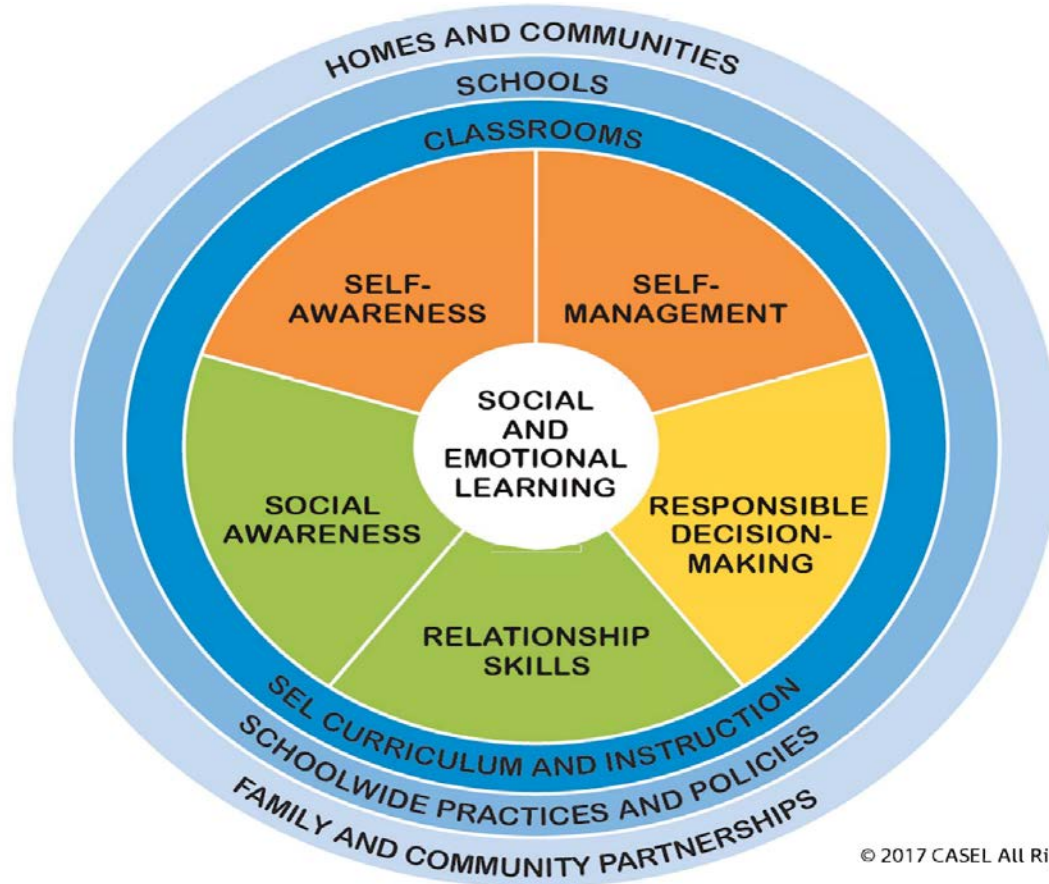 HOMES AND COMMUNITIES
SCHOOLS
CLASSROOMS
SELF-
AWARENESS
SELF-
MANAGEMENT
SOCIAL
AND
EMOTIONAL
LEARNING
SOCIAL
AWARENESS
RESPONSIBLE
DECISION-
MAKING
RELATIONSHIP
SKILLS
SEL CURRICULUM AND INSTRUCTION
SCHOOLWIDE PRACTICES AND POLICIES
FAMILY AND COMMUNITY PARTNERSHIPS
© 2017 CASEL All Ri